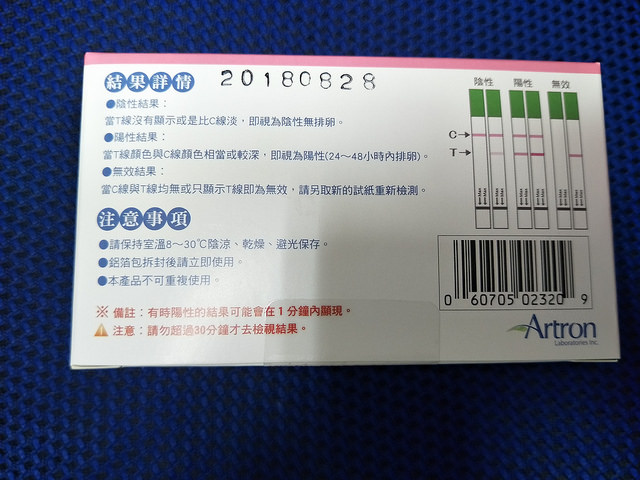 結果詳情 20180828
●陰性結果：
當T線沒有顯示或是比C線淡，即視為陰性無排卵。
●陽性結果：
當T線顏色與C線顏色相當或較深，即視為陽性(24～48小時內排卵)。
●無效結果：
當C線與T線均無或只顯示T線即為無效，請另取新的試紙重新檢測。
注意事項
●請保持室溫8～30℃陰涼、乾燥、避光保存。
●鋁箔包拆封後請立即使用。
●本產品不可重複使用。
※ 備註：有時陽性的結果可能會在1分鐘內顯現。
注意：請勿超過30分鐘才去檢視結果。
陰性 陽性 無效
C→
T→
0 60705 02320 9
Artron
Laboratories Inc.